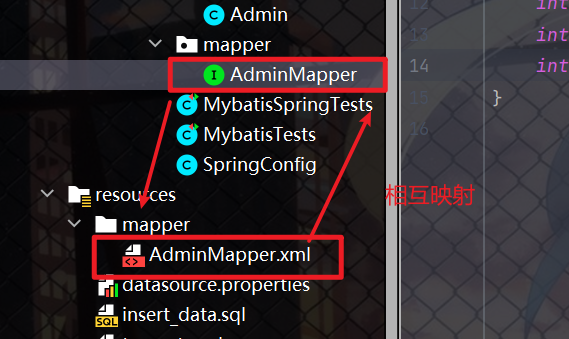 Admin
mapper
AdminMapper
MybatisSpringTests
MybatisTests
SpringConfig
resources
mapper
AdminMapper.xml
datasource.properties
insert_data.sql
12 int
13 int
14 int
15 }
16
相互映射